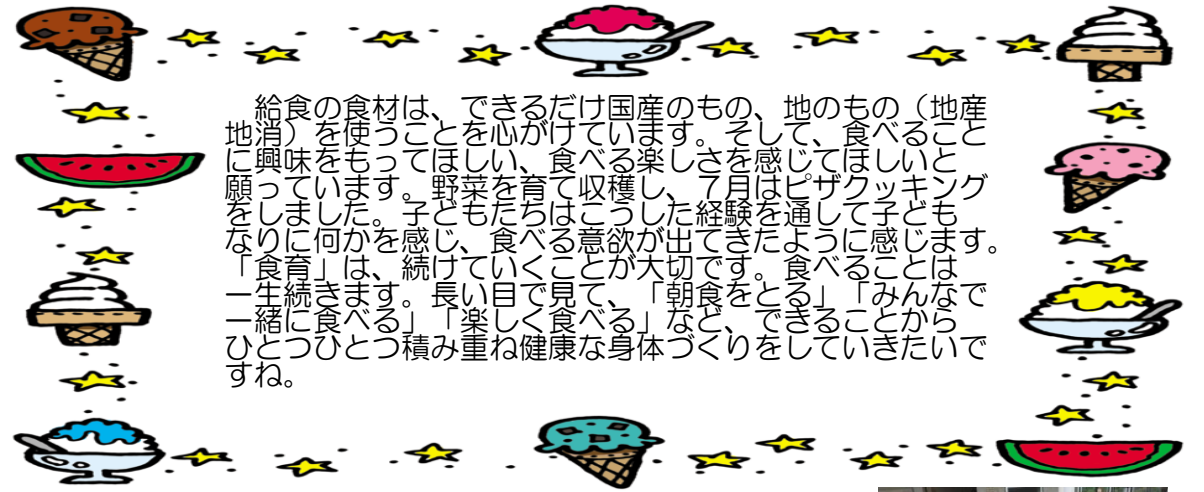 給食の食材は、できるだけ国産のもの、地のもの（地産
地消）を使うことを心がけています。そして、食べること
に興味をもってほしい、食べる楽しさを感じてほしいと
願っています。野菜を育て収穫し、７月はピザクッキング
をしました。子どもたちはこうした経験を通して子ども
なりに何かを感じ、食べる意欲が出てきたように感じます。
「食育」は、続けていくことが大切です。食べることは
一生続きます。長い目で見て、「朝食をとる」「みんなで
一緒に食べる」「楽しく食べる」など、できることから
ひとつひとつ積み重ね健康な身体づくりをしていきたいで
すね。